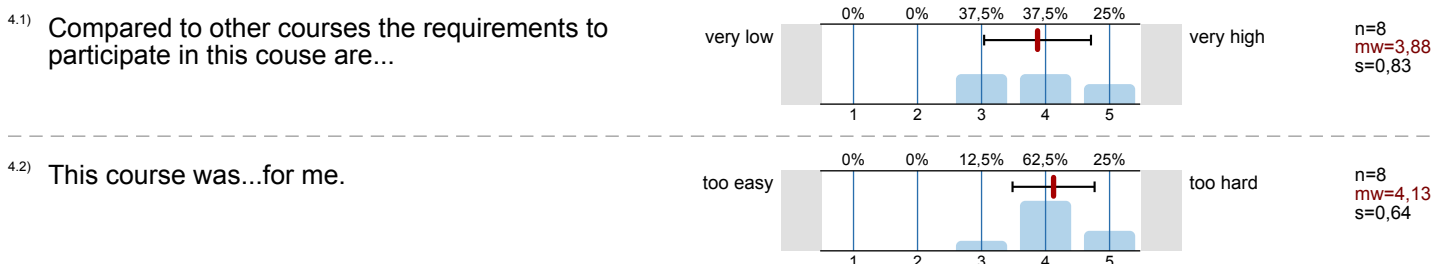 4.1) Compared to other courses the requirements to
participate in this couse are...
0% 0% 37,5% 37,5% 25%
very low very high
1 2 3 4 5
n=8
mw=3,88
s=0,83
4.2) This course was...for me.
0% 0% 12,5% 62,5% 25%
too easy too hard
1 2 3 4 5
n=8
mw=4,13
s=0,64